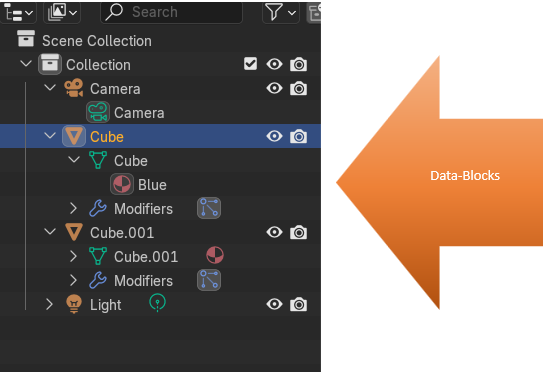 Search
Scene Collection
Collection
Camera
Camera
Cube
Cube
Blue
Modifiers
Cube.001
Cube.001
Modifiers
Light
Data-Blocks